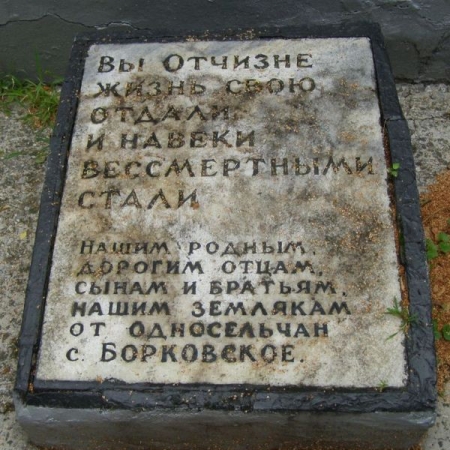 Вы Отчизне
жизнь свою
отдали
и навеки
бессмертными
стали
Нашим родным,
дорогим отцам,
сынам и братьям,
нашим землякам
от односельчан
с. Борковское.